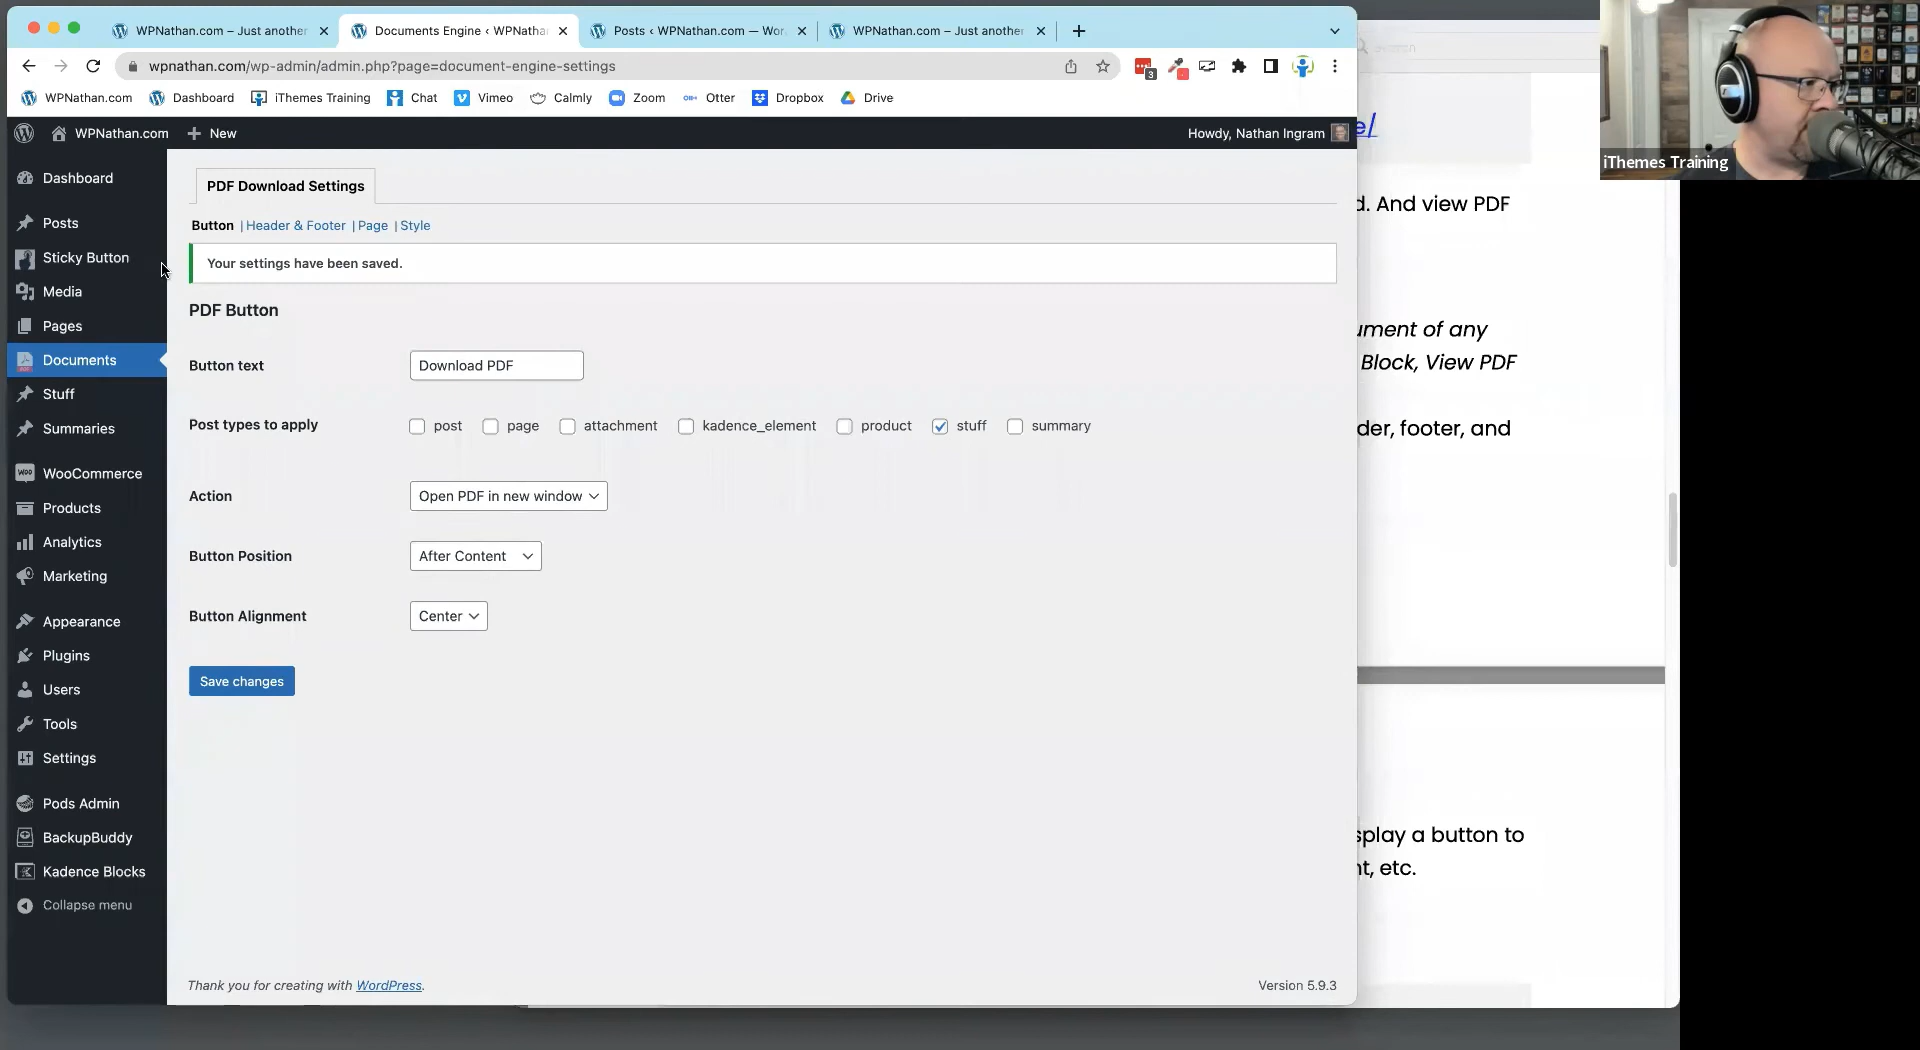 WPNathan.com – Just another
Documents Engine ‹ WPNatha
Posts ‹ WPNathan.com — Wor
WPNathan.com – Just another
wpnathan.com/wp-admin/admin.php?page=document-engine-settings
3
Search
WPNathan.com
Dashboard
iThemes Training
Chat
Vimeo
Calmly
Zoom
Otter
Dropbox
Drive
WPNathan.com
New
Howdy, Nathan Ingram
iThemes Training
Dashboard
Posts
Sticky Button
Media
Pages
Documents
Stuff
Summaries
WooCommerce
Products
Analytics
Marketing
Appearance
Plugins
Users
Tools
Settings
Pods Admin
BackupBuddy
Kadence Blocks
Collapse menu
PDF Download Settings
Button | Header & Footer | Page | Style
Your settings have been saved.
PDF Button
Button text
Download PDF
Post types to apply
post
page
attachment
kadence_element
product
stuff
summary
Action
Open PDF in new window
Button Position
After Content
Button Alignment
Center
Save changes
Thank you for creating with WordPress.
Version 5.9.3
e/
d. And view PDF
ument of any
Block, View PDF
der, footer, and
splay a button to
nt, etc.